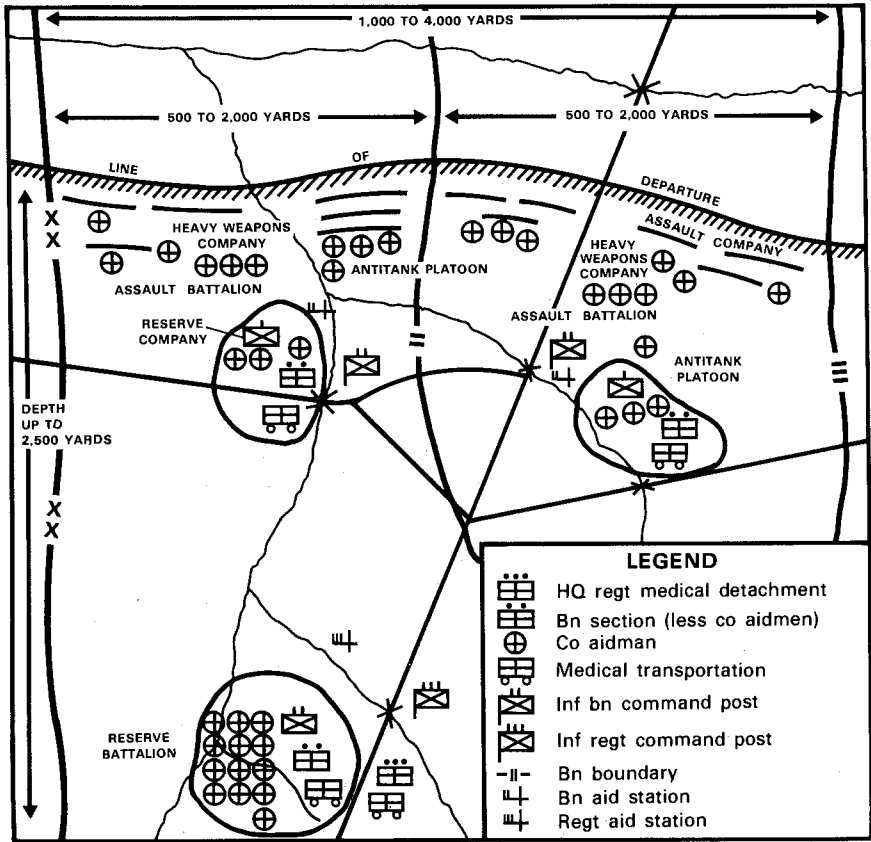 1,000 TO 4,000 YARDS
500 TO 2,000 YARDS
500 TO 2,000 YARDS
LINE OF DEPARTURE
XX
HEAVY WEAPONS
COMPANY
ANTITANK PLATOON
ASSAULT BATTALION
ASSAULT COMPANY
HEAVY
WEAPONS
COMPANY
ASSAULT BATTALION
RESERVE
COMPANY
ANTITANK
PLATOON
DEPTH
UP TO
2,500 YARDS
XX
RESERVE
BATTALION
LEGEND
HQ regt medical detachment
Bn section (less co aidmen)
Co aidman
Medical transportation
Inf bn command post
Inf regt command post
Bn boundary
Bn aid station
Regt aid station